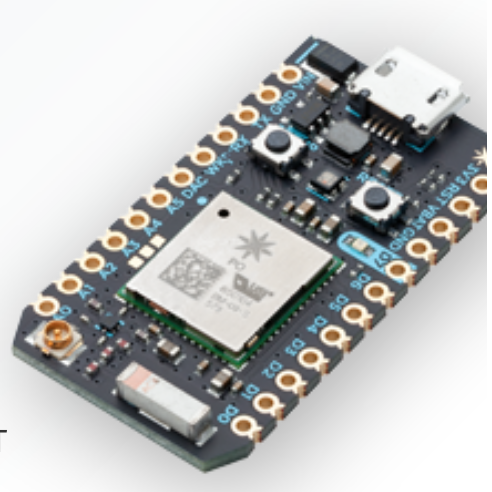 VIN
GND
TX
RX
WKP
DAC
A5
A4
A3
A2
A1
A0
3V3
RST
VBAT
GND
D7
D6
D5
D4
D3
D2
D1
D0
P0
T